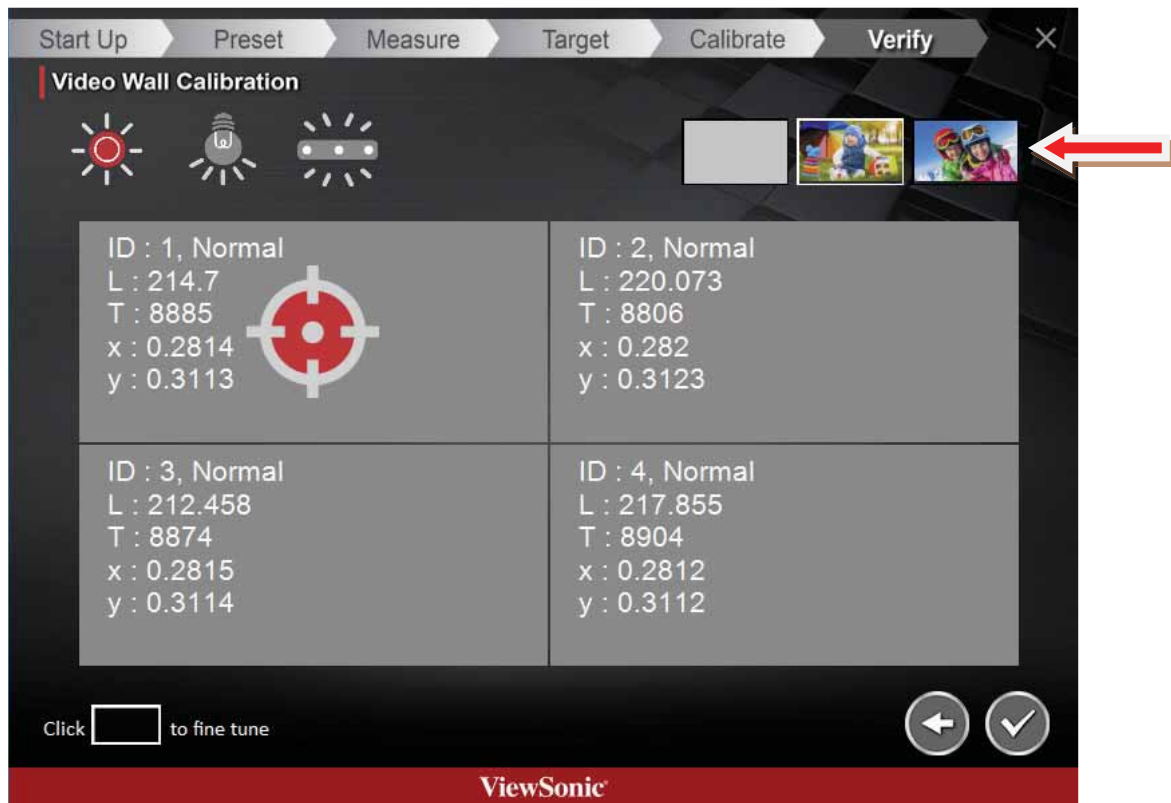 Start Up Preset Measure Target Calibrate Verify
Video Wall Calibration
ID : 1, Normal
L : 214.7
T : 8885
x : 0.2814
y : 0.3113
ID : 2, Normal
L : 220.073
T : 8806
x : 0.282
y : 0.3123
ID : 3, Normal
L : 212.458
T : 8874
x : 0.2815
y : 0.3114
ID : 4, Normal
L : 217.855
T : 8904
x : 0.2812
y : 0.3112
Click to fine tune
ViewSonic